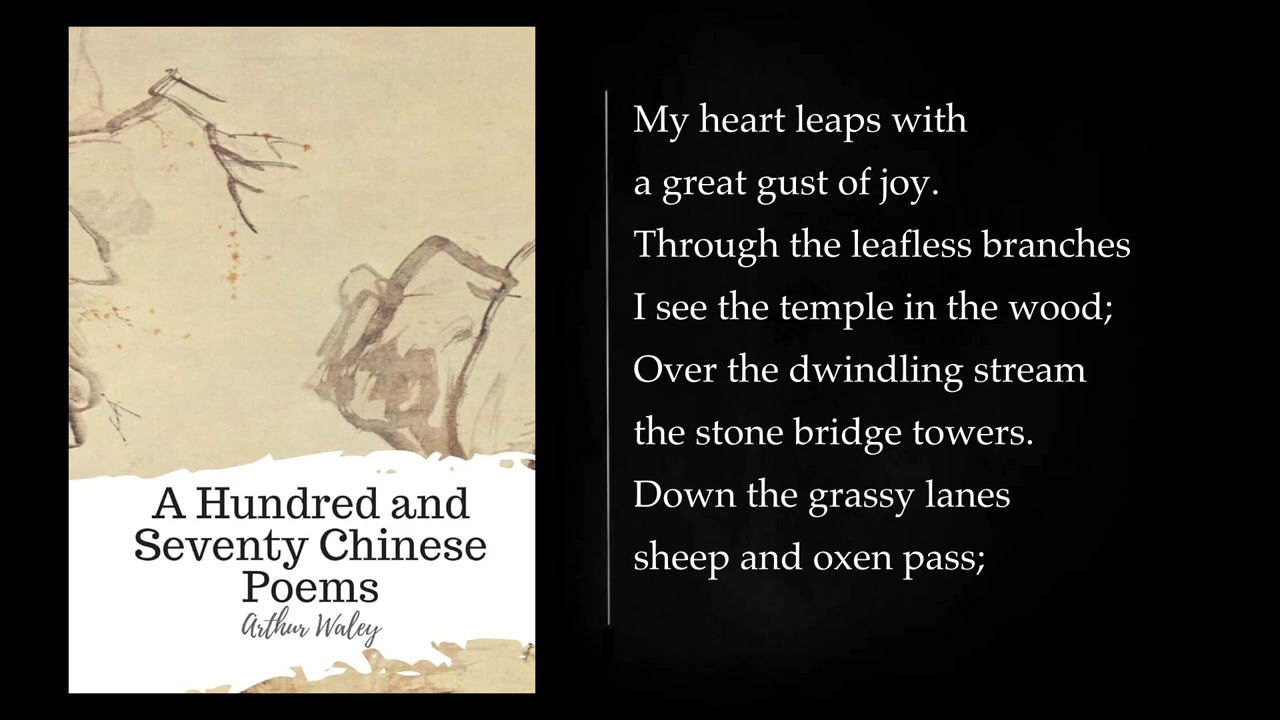 A Hundred and
Seventy Chinese
Poems
Arthur Waley
My heart leaps with
a great gust of joy.
Through the leafless branches
I see the temple in the wood;
Over the dwindling stream
the stone bridge towers.
Down the grassy lanes
sheep and oxen pass;